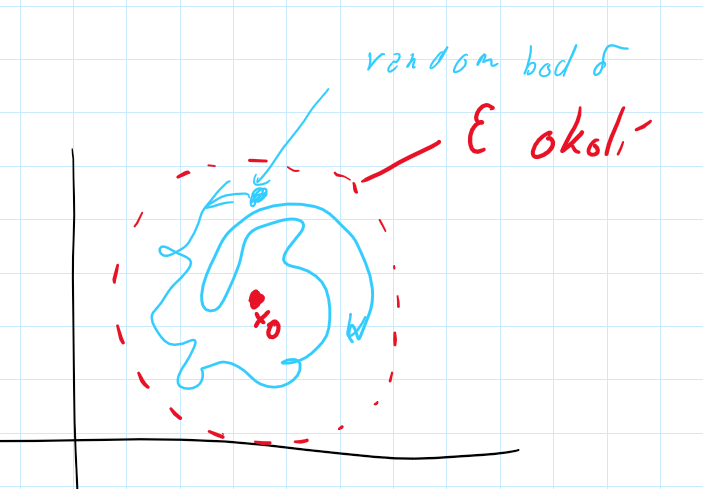 random bod δ
ε okolí
x₀